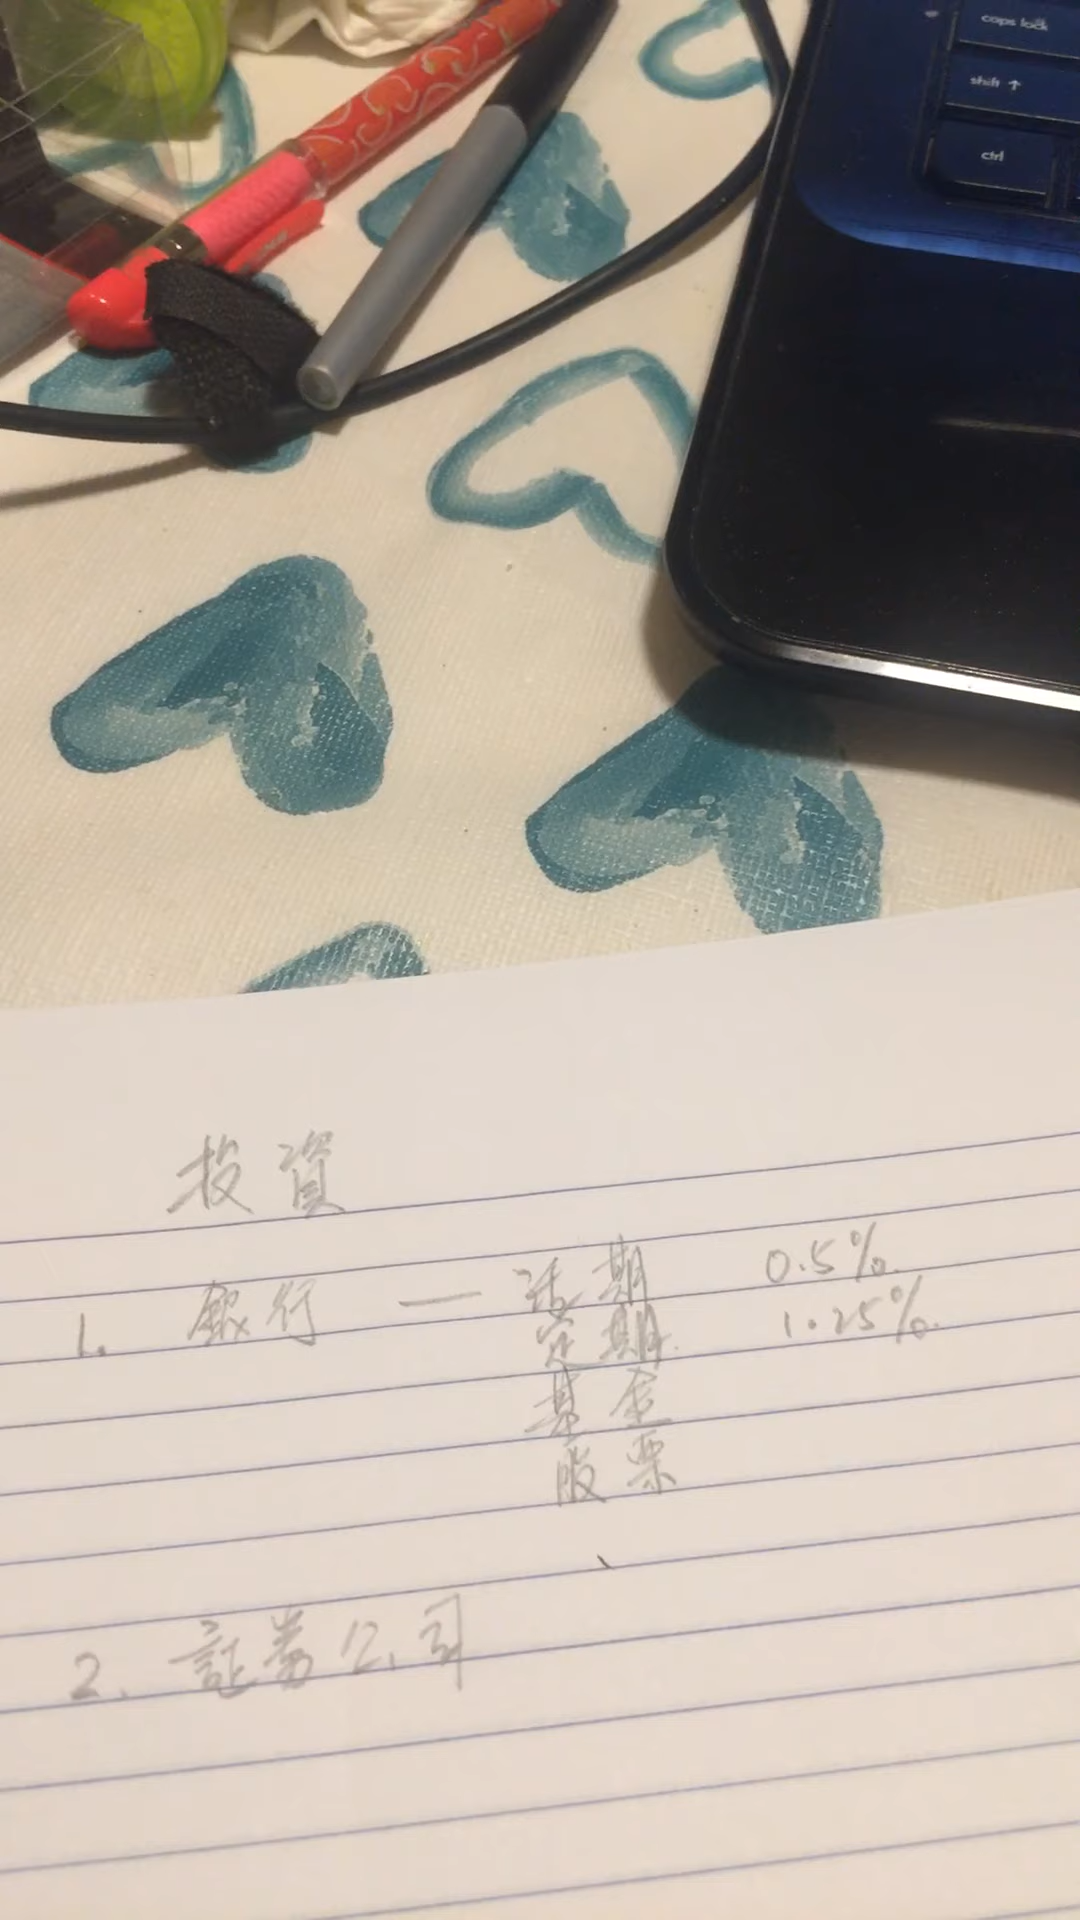 caps lock
shift ↑
ctrl
投資
1. 銀行 — 活期 0.5%
定期 1.25%
基金
股票
2. 証券公司